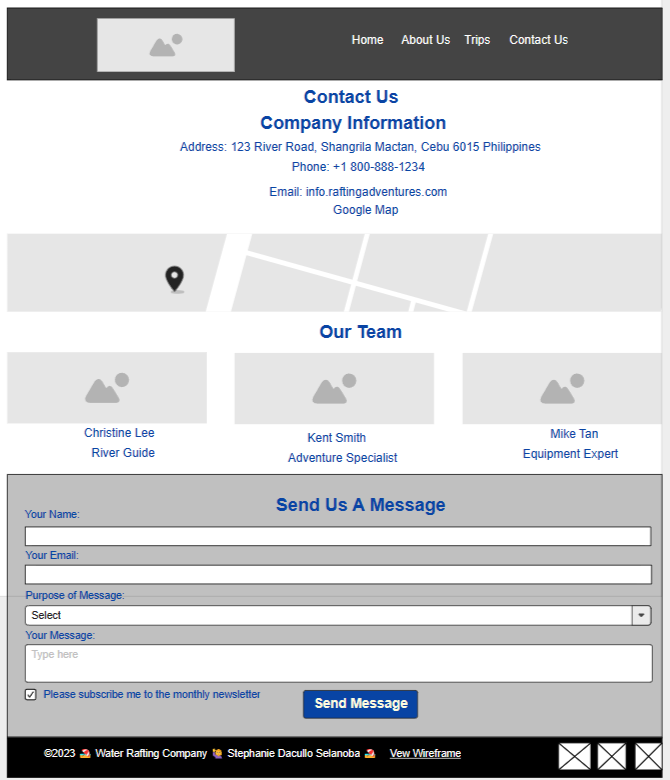 Home About Us Trips Contact Us
Contact Us
Company Information
Address: 123 River Road, Shangrila Mactan, Cebu 6015 Philippines
Phone: +1 800-888-1234
Email: info.raftingadventures.com
Google Map
Our Team
Christine Lee
River Guide
Kent Smith
Adventure Specialist
Mike Tan
Equipment Expert
Send Us A Message
Your Name:
Your Email:
Purpose of Message:
Select
Your Message:
Type here
Please subscribe me to the monthly newsletter
Send Message
©2023 Water Rafting Company Stephanie Dacullo Selanoba Vew Wireframe